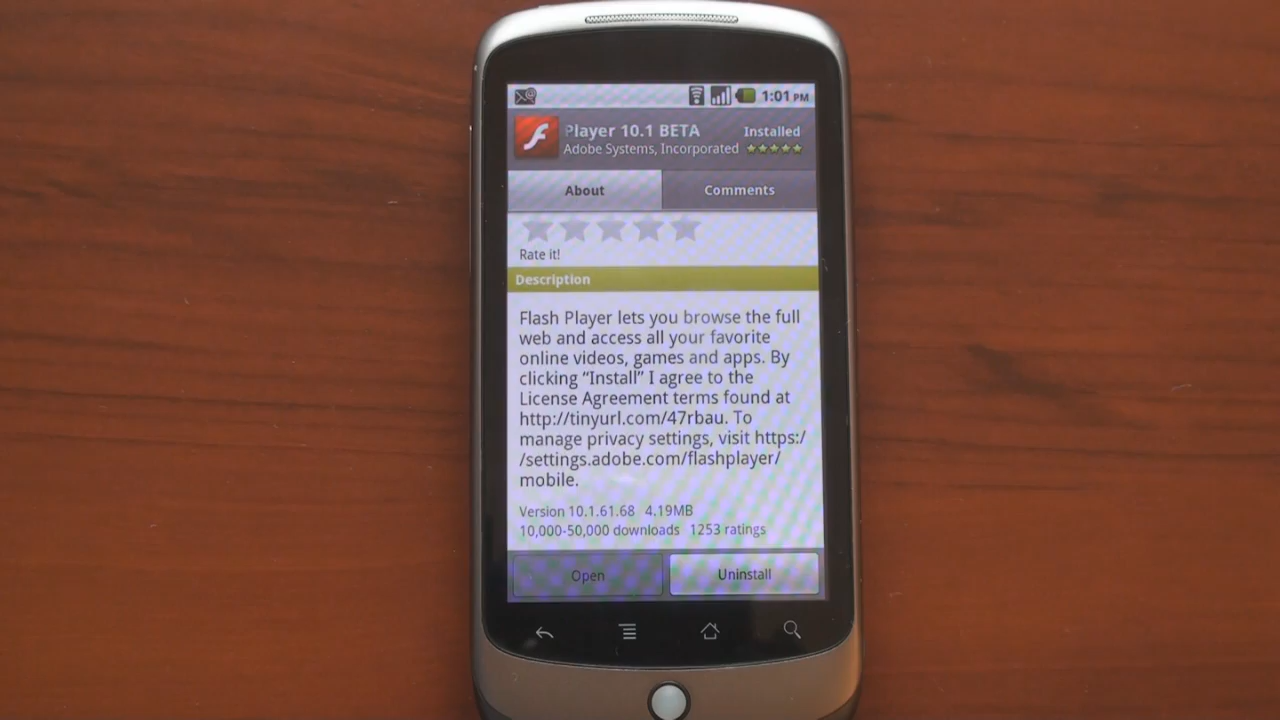 1:01 PM
Player 10.1 BETA
Installed
Adobe Systems, Incorporated
About
Comments
Rate it!
Description
Flash Player lets you browse the full
web and access all your favorite
online videos, games and apps. By
clicking “Install” I agree to the
License Agreement terms found at
http://tinyurl.com/47rbau. To
manage privacy settings, visit https:/
/settings.adobe.com/flashplayer/
mobile.
Version 10.1.61.68 4.19MB
10,000-50,000 downloads 1253 ratings
Open
Uninstall